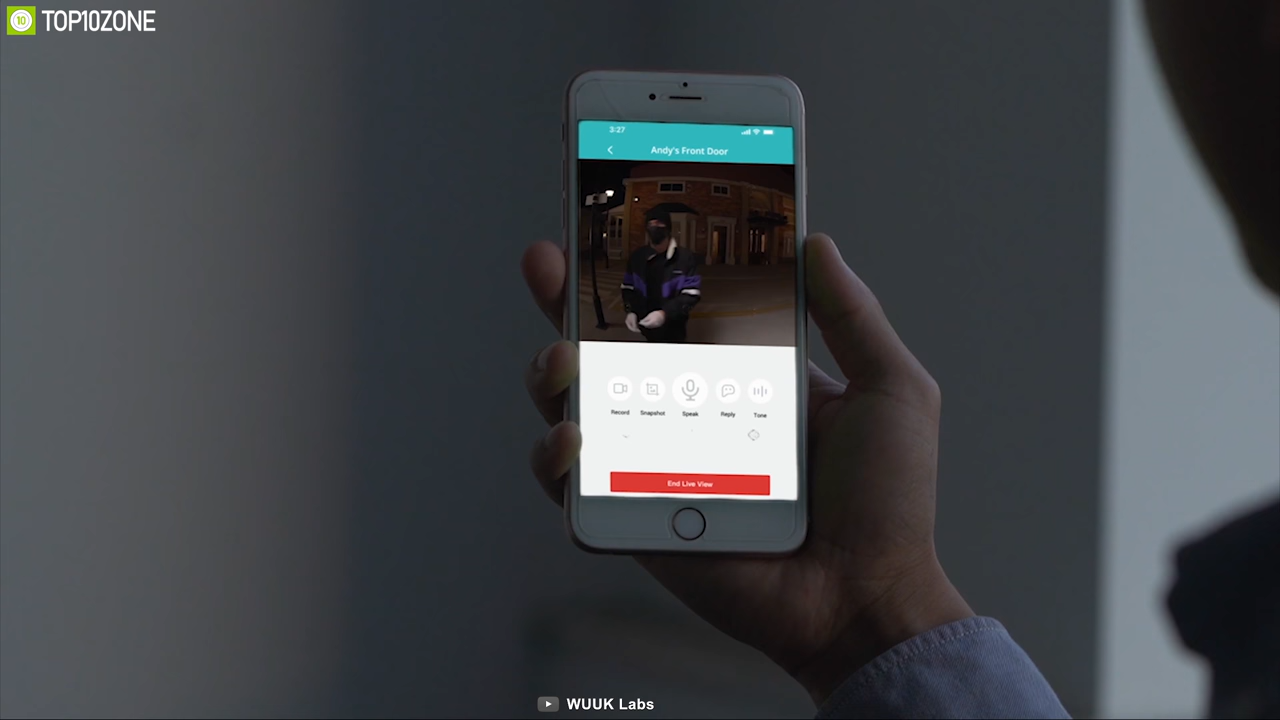 TOP10ZONE
3:27
Andy's Front Door
Record
Snapshot
Speak
Reply
Tone
End Live View
WUUK Labs